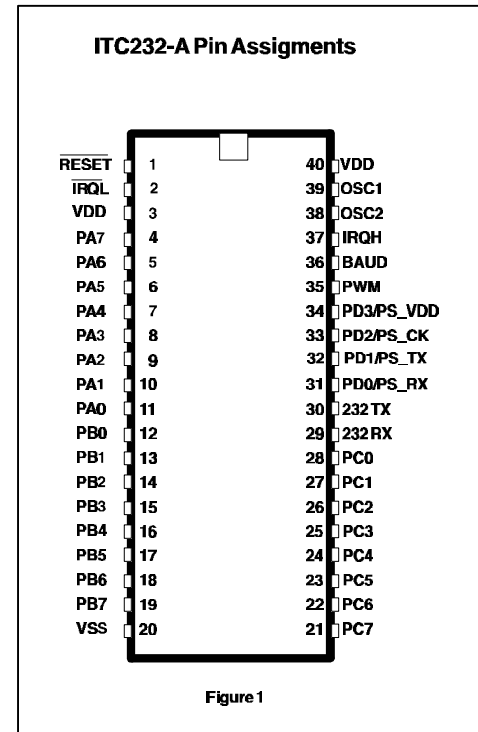 ITC232-A Pin Assigments
RESET 1 40 VDD
IRQL 2 39 OSC1
VDD 3 38 OSC2
PA7 4 37 IRQH
PA6 5 36 BAUD
PA5 6 35 PWM
PA4 7 34 PD3/PS_VDD
PA3 8 33 PD2/PS_CK
PA2 9 32 PD1/PS_TX
PA1 10 31 PD0/PS_RX
PA0 11 30 232TX
PB0 12 29 232RX
PB1 13 28 PC0
PB2 14 27 PC1
PB3 15 26 PC2
PB4 16 25 PC3
PB5 17 24 PC4
PB6 18 23 PC5
PB7 19 22 PC6
VSS 20 21 PC7
Figure 1